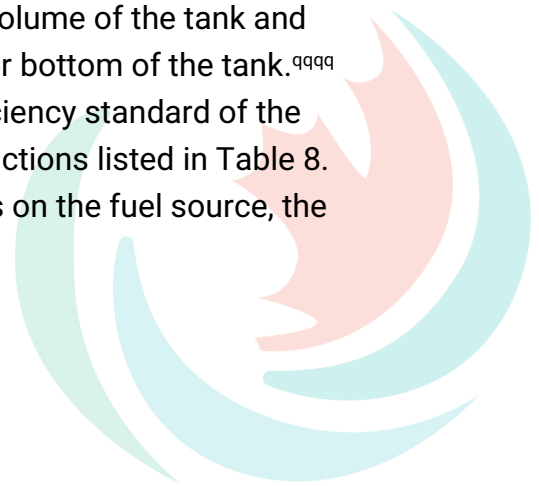 olume of the tank and
r bottom of the tank.qqqq
ciency standard of the
ctions listed in Table 8.
s on the fuel source, the